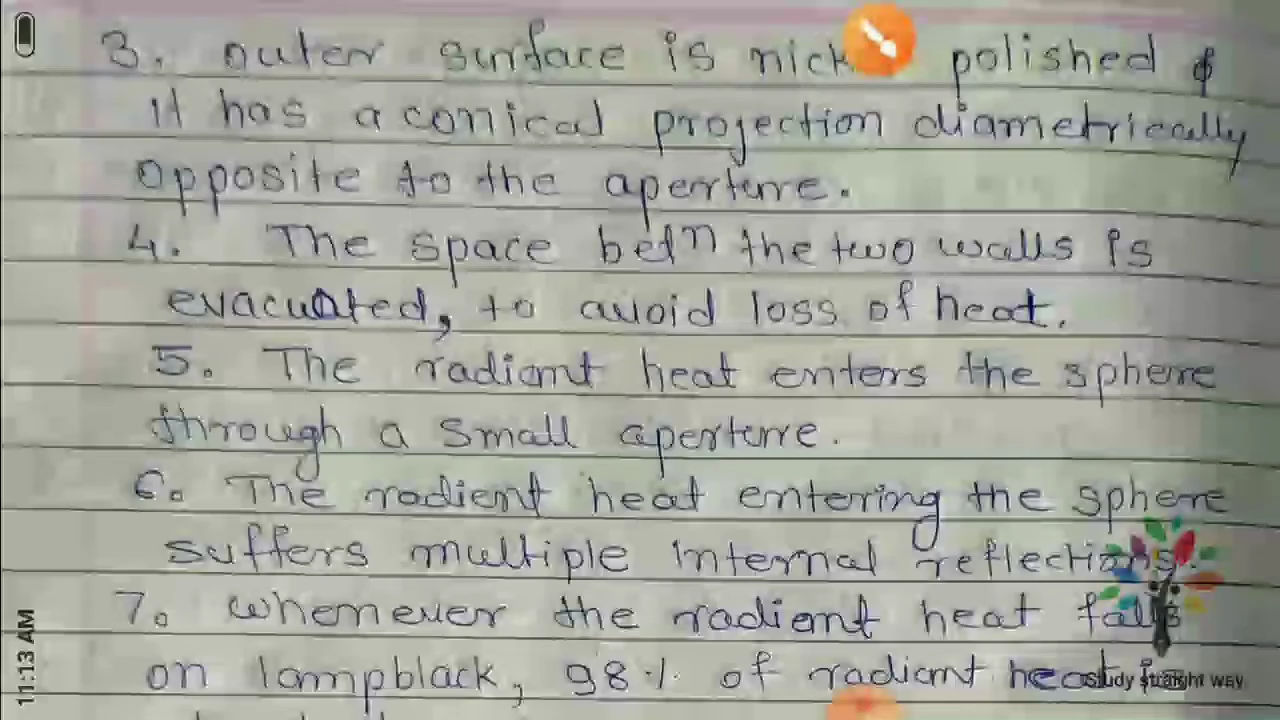 3. outer surface is nick polished &
it has a conical projection diametrically
opposite to the aperture.
4. The space betn the two walls is
evacuated, to avoid loss of heat.
5. The radiant heat enters the sphere
through a small aperture.
6. The radient heat entering the sphere
suffers multiple internal reflections.
7. whenever the radient heat falls
on lampblack, 98% of radiant heat is
Study straight way
11:13 AM